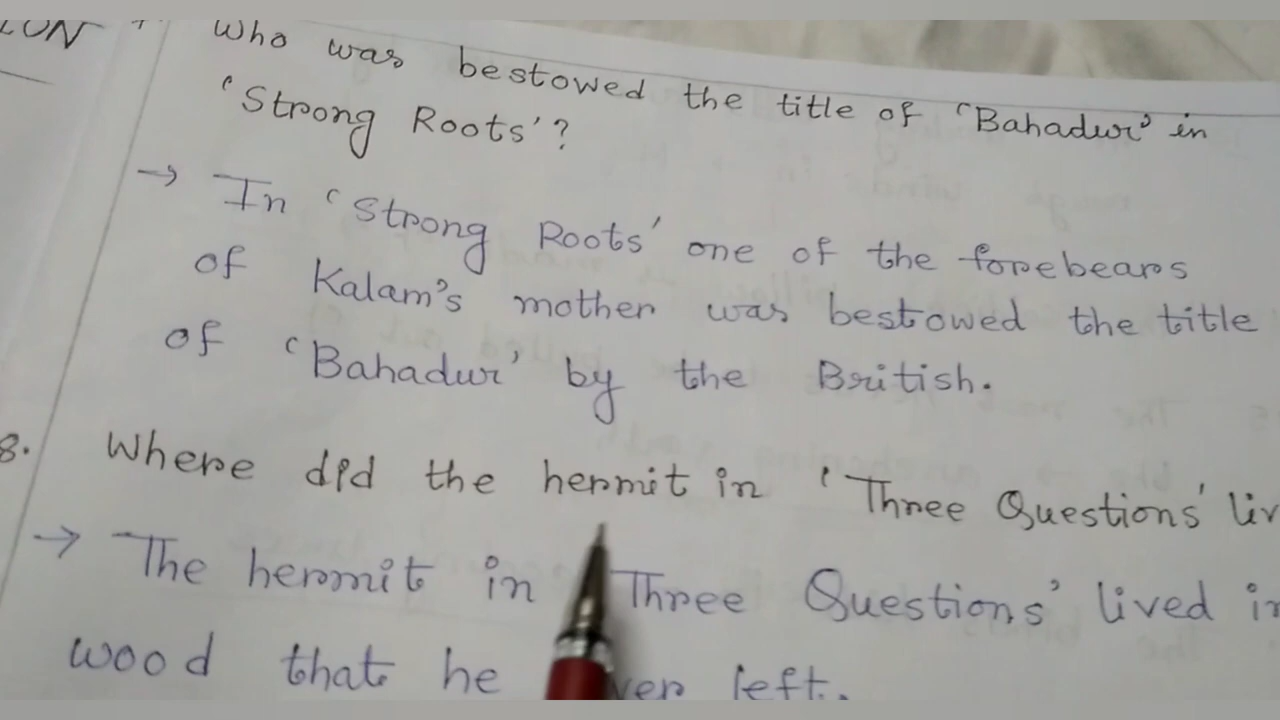 Who was bestowed the title of 'Bahadur' in
'Strong Roots'?
→ In 'Strong Roots' one of the forebears
of Kalam's mother was bestowed the title
of 'Bahadur' by the British.
8. Where did the hermit in 'Three Questions' liv
→ The hermit in Three Questions' lived in
wood that he left.